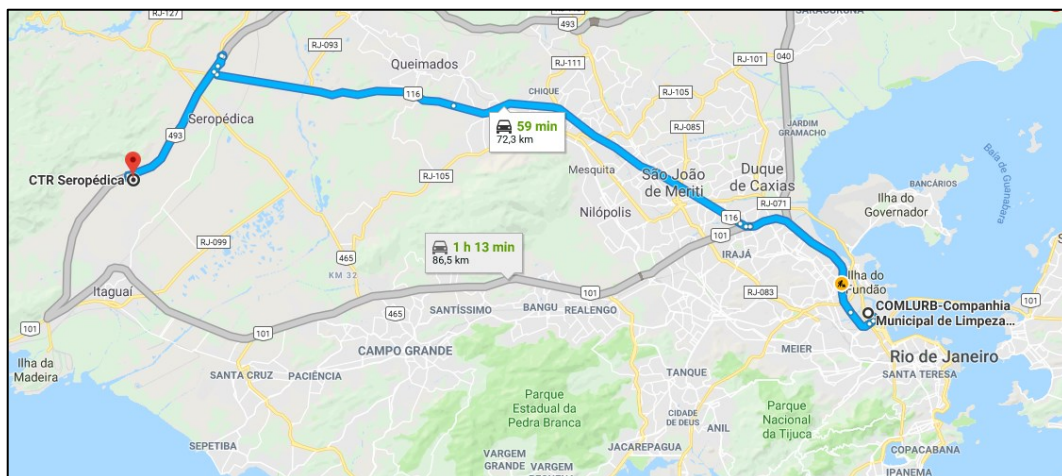 RJ-127
493
SARACURUNA
RJ-093
Queimados
RJ-111
040
RJ-101
116
CHIQUE
RJ-105
JARDIM
GRAMACHO
Seropédica
59 min
72,3 km
RJ-085
493
Mesquita
São João
de Meriti
Duque
de Caxias
BANCÁRIOS
Baía de Guanabara
CTR Seropédica
RJ-105
Nilópolis
RJ-071
Ilha do
Governador
116
101
RJ-099
1 h 13 min
86,5 km
IRAJÁ
465
KM 32
Ilha do
Fundão
Itaguaí
101
RJ-083
COMLURB-Companhia
Municipal de Limpeza...
SANTÍSSIMO
BANGU
REALENGO
465
101
101
MEIER
Rio de Janeiro
CAMPO GRANDE
Ilha da
Madeira
SANTA CRUZ
PACIÊNCIA
TANQUE
SANTA TERESA
Parque
Estadual da
Pedra Branca
CIDADE
DE DEUS
ANIL
Parque
Nacional
da Tijuca
SEPETIBA
VARGEM
GRANDE
VARGEM
JACAREPAGUA
COPACABANA
IPANEMA